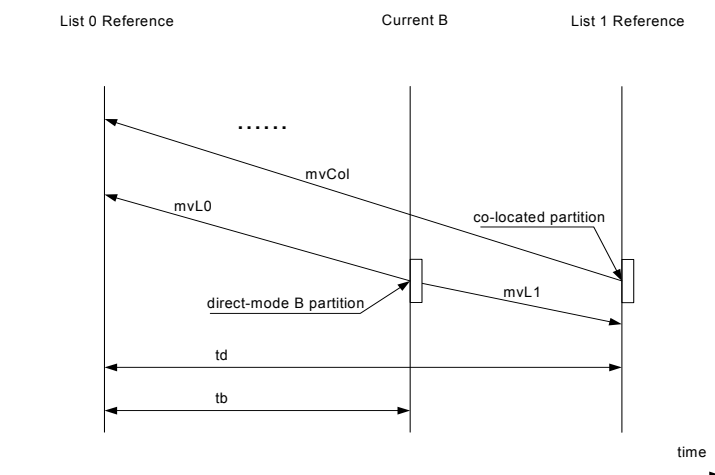 List 0 Reference
Current B
List 1 Reference
......
mvCol
mvL0
co-located partition
mvL1
direct-mode B partition
td
tb
time